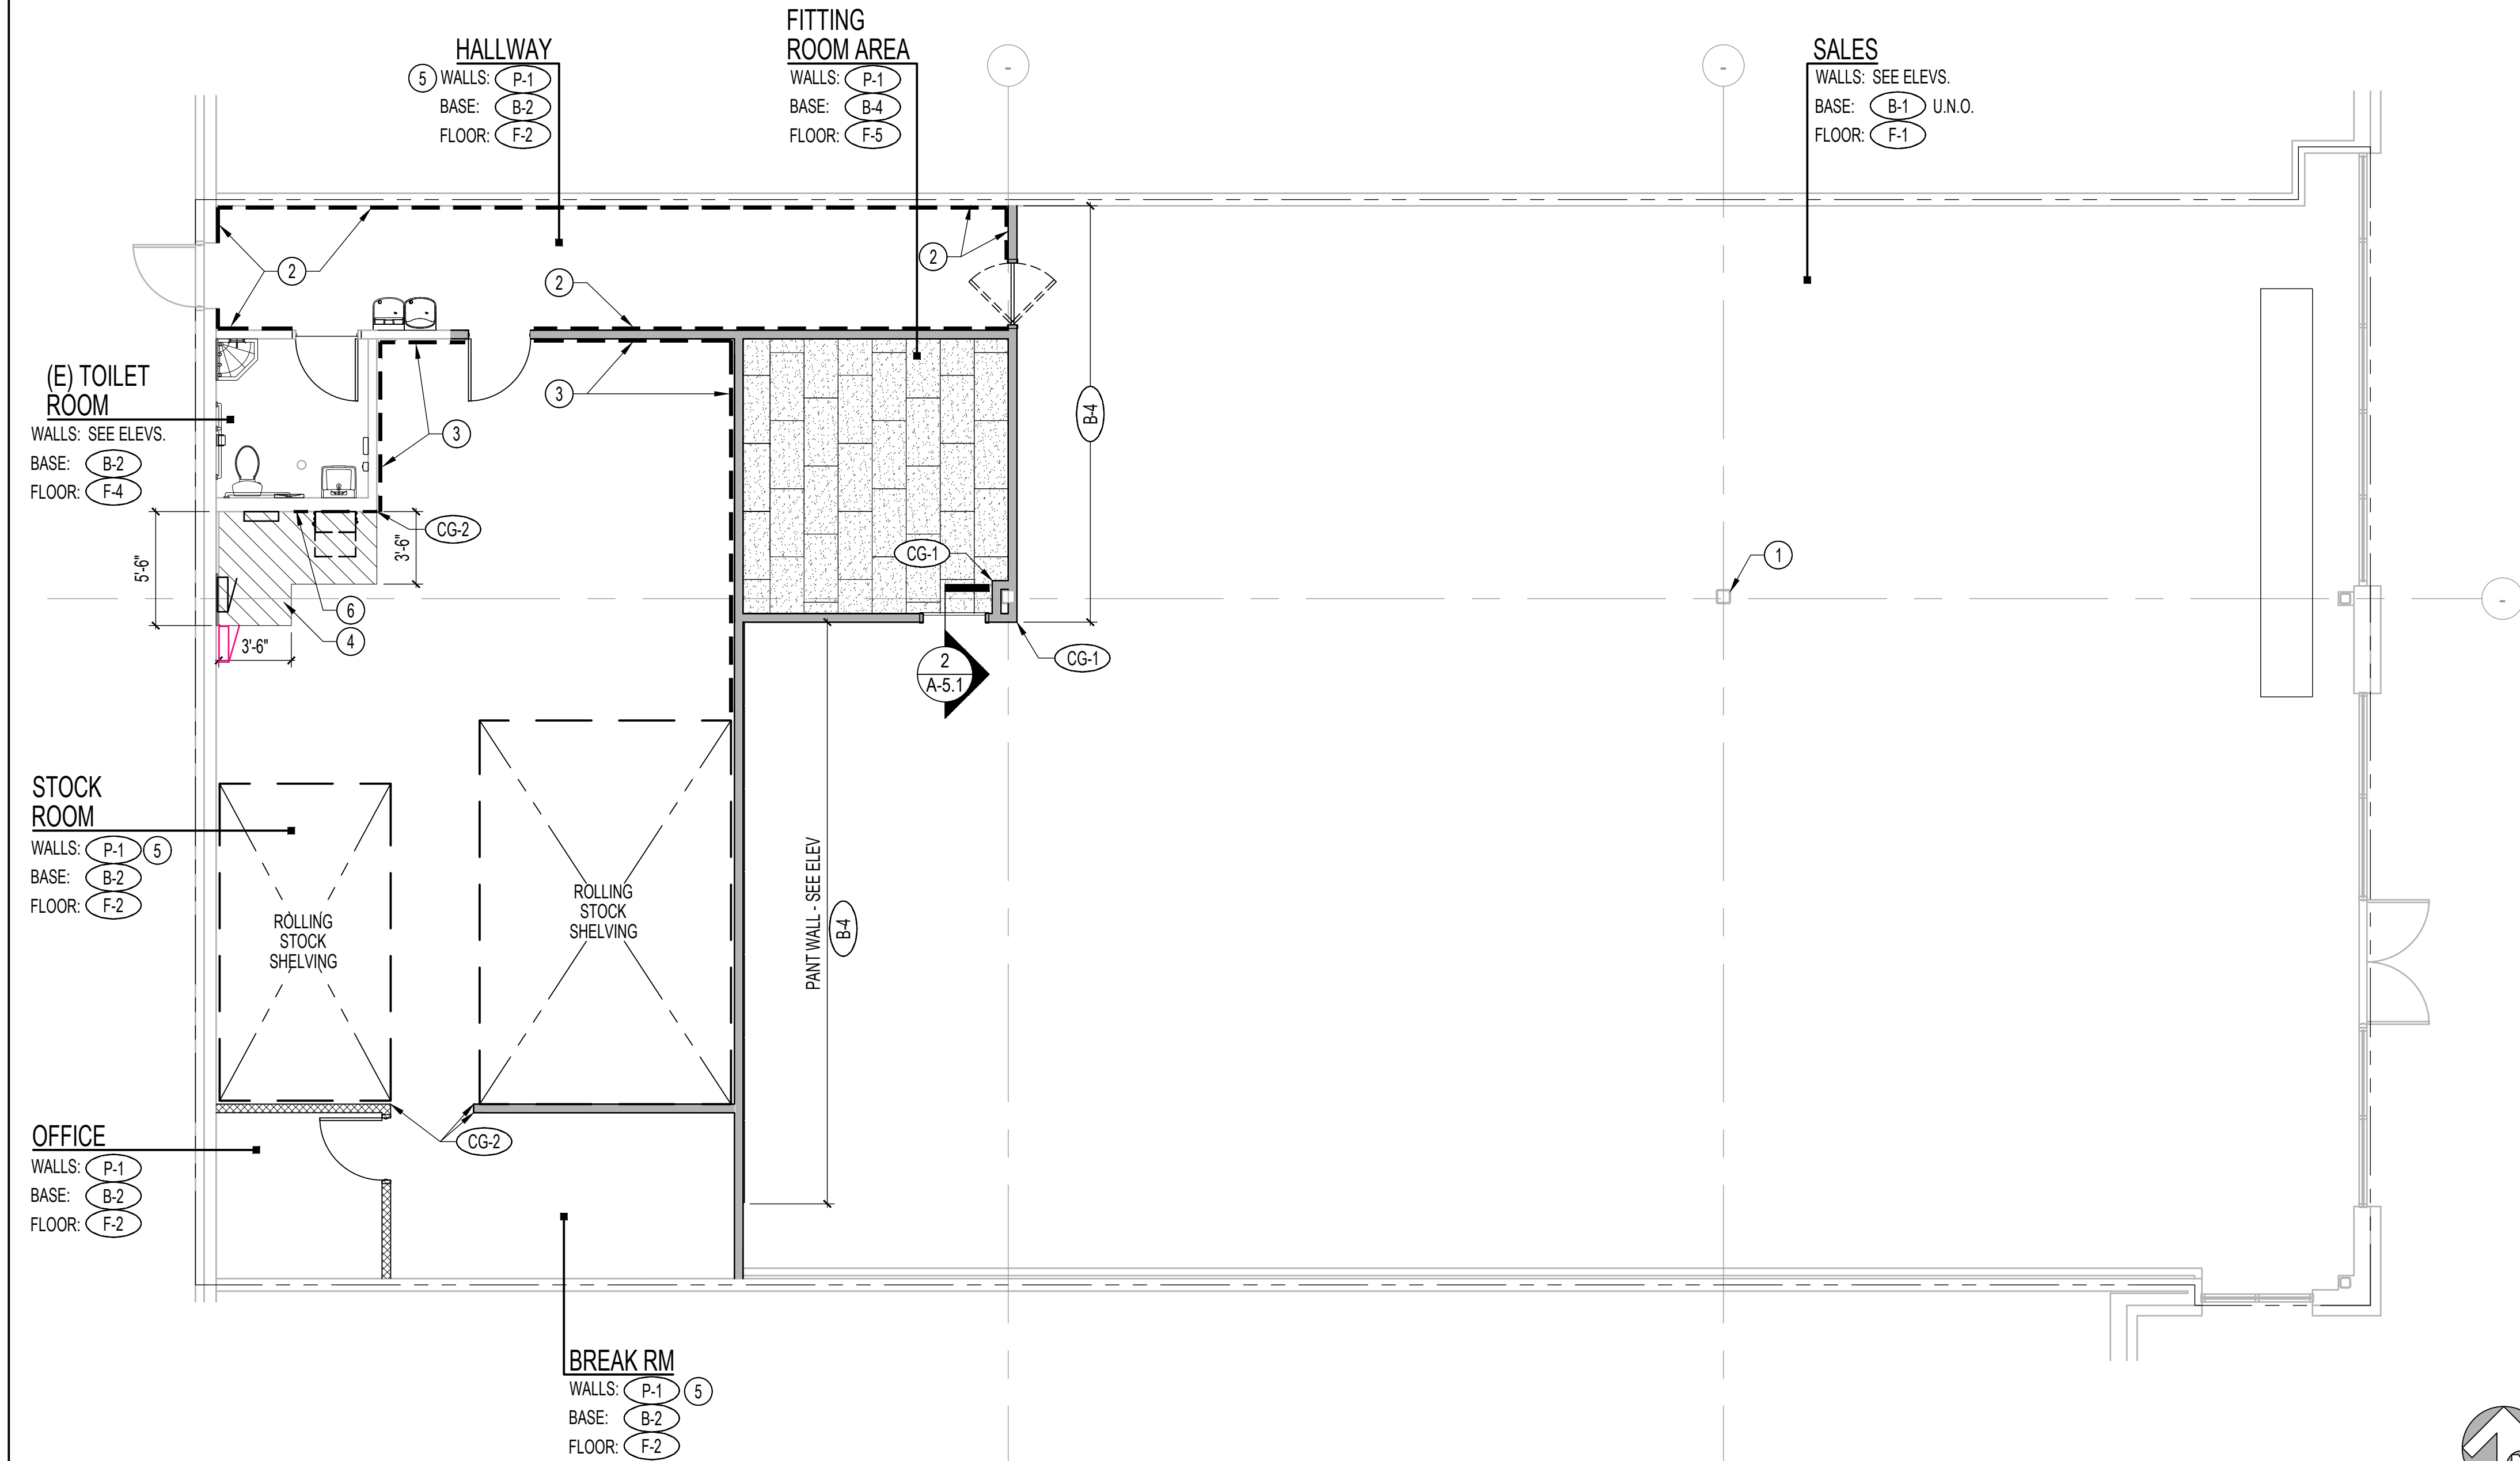 HALLWAY
5 WALLS: P-1
BASE: B-2
FLOOR: F-2
FITTING
ROOM AREA
WALLS: P-1
BASE: B-4
FLOOR: F-5
SALES
WALLS: SEE ELEVS.
BASE: B-1 U.N.O.
FLOOR: F-1
-
-
-
2
2
2
3
3
(E) TOILET
ROOM
WALLS: SEE ELEVS.
BASE: B-2
FLOOR: F-4
B-4
CG-2
5'-6"
3'-6"
CG-1
1
6
4
3'-6"
CG-1
2
A-5.1
STOCK
ROOM
WALLS: P-1 5
BASE: B-2
FLOOR: F-2
ROLLING
STOCK
SHELVING
ROLLING
STOCK
SHELVING
PANT WALL - SEE ELEV
B-4
CG-2
OFFICE
WALLS: P-1
BASE: B-2
FLOOR: F-2
BREAK RM
WALLS: P-1 5
BASE: B-2
FLOOR: F-2